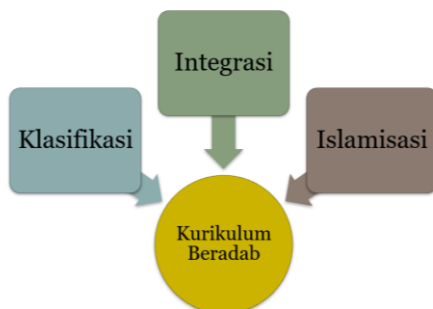 Integrasi
Klasifikasi
Islamisasi
Kurikulum
Beradab